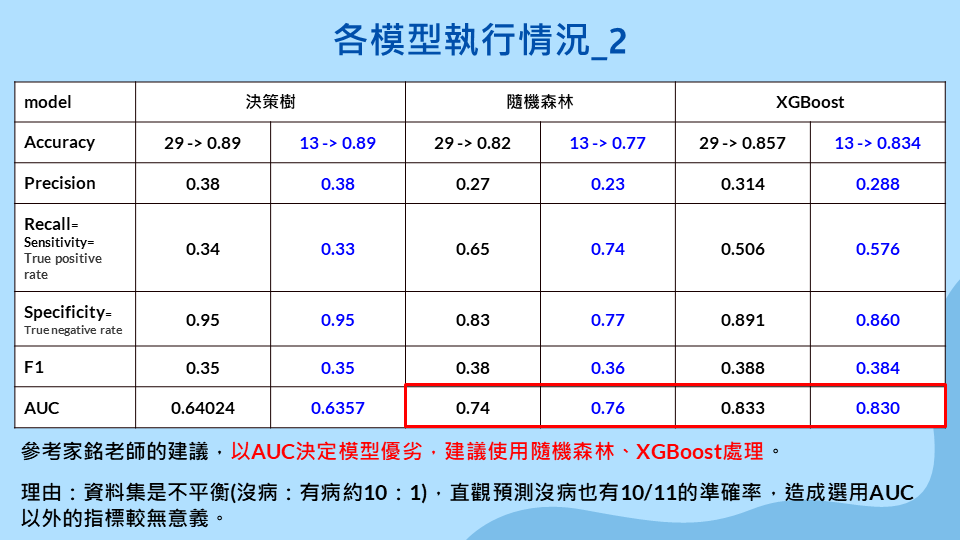 各模型執行情況_2
model 決策樹 隨機森林 XGBoost
Accuracy 29 -> 0.89 13 -> 0.89 29 -> 0.82 13 -> 0.77 29 -> 0.857 13 -> 0.834
Precision 0.38 0.38 0.27 0.23 0.314 0.288
Recall=
Sensitivity=
True positive
rate
0.34 0.33 0.65 0.74 0.506 0.576
Specificity=
True negative rate
0.95 0.95 0.83 0.77 0.891 0.860
F1 0.35 0.35 0.38 0.36 0.388 0.384
AUC 0.64024 0.6357 0.74 0.76 0.833 0.830
參考家銘老師的建議，以AUC決定模型優劣，建議使用隨機森林、XGBoost處理。
理由：資料集是不平衡(沒病：有病約10：1)，直觀預測沒病也有10/11的準確率，造成選用AUC
以外的指標較無意義。